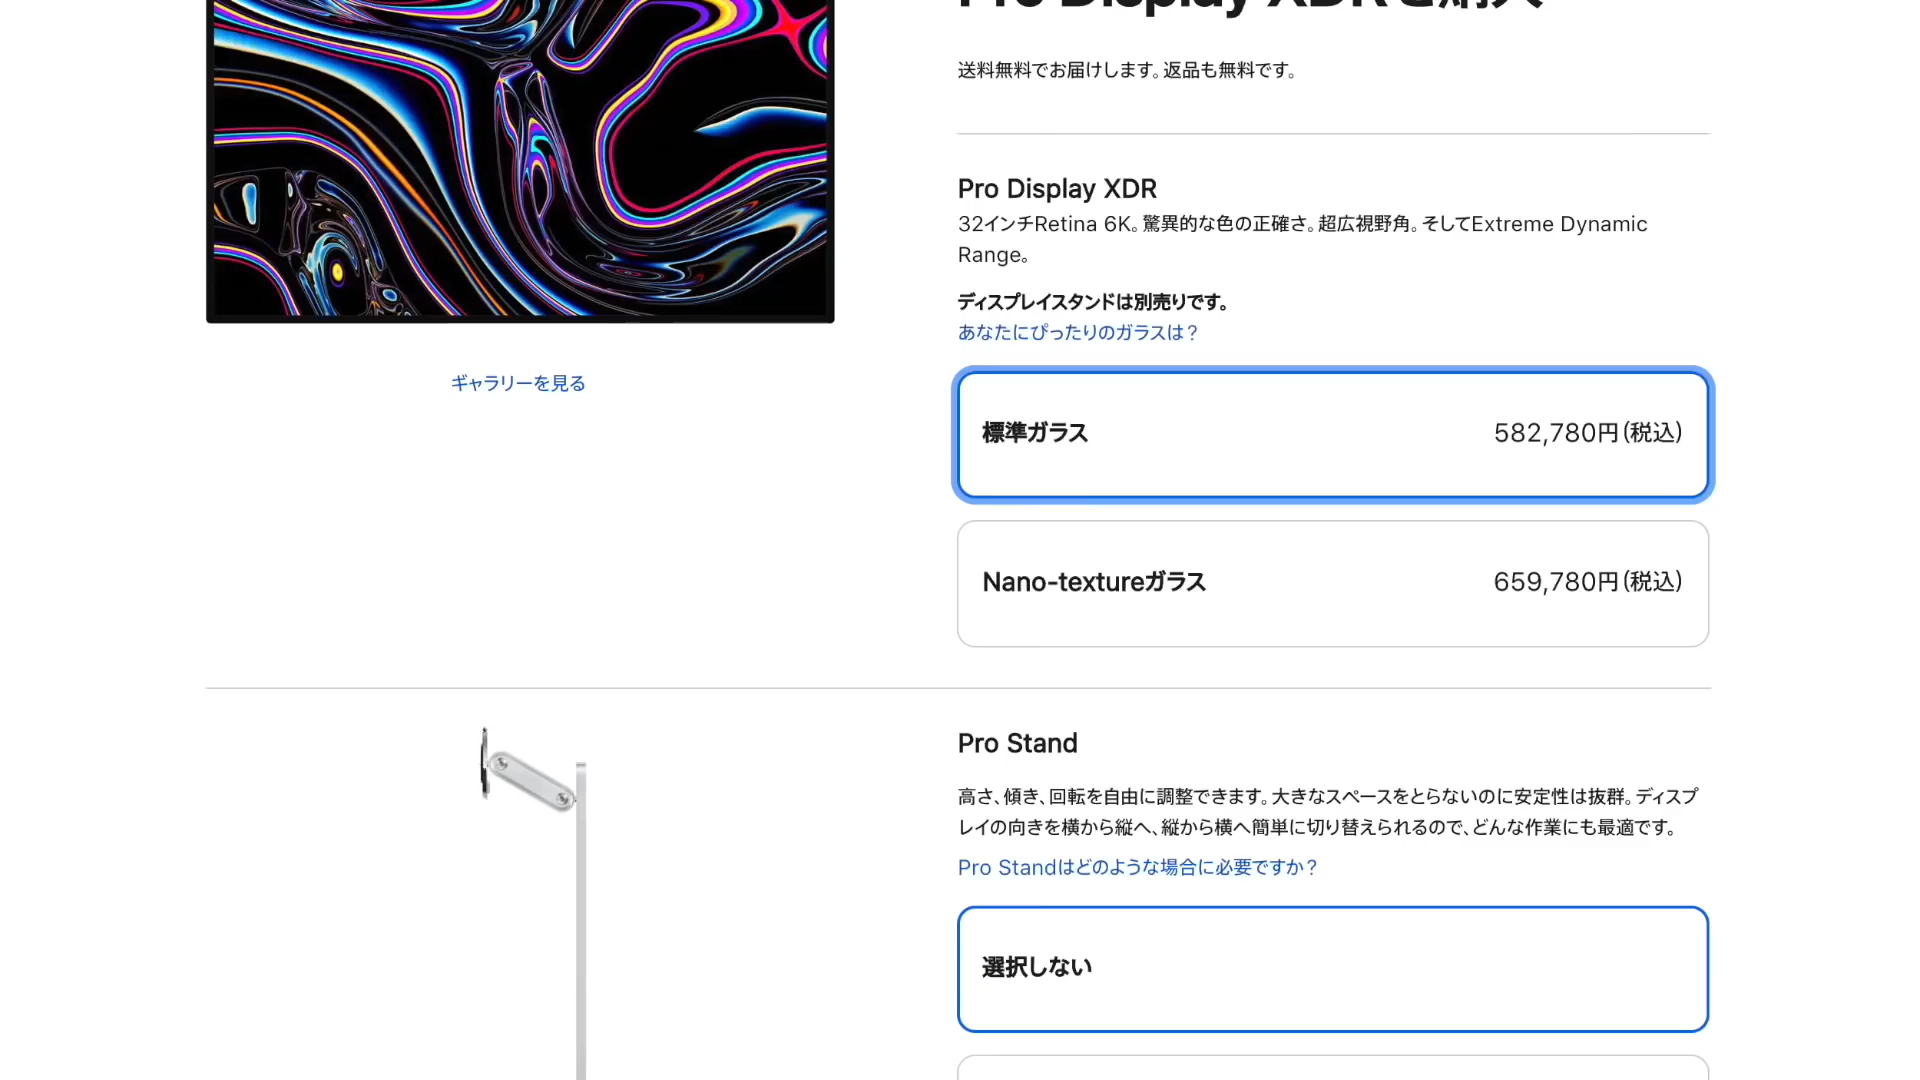 Pro Display XDRを購入
送料無料でお届けします。返品も無料です。
Pro Display XDR
32インチRetina 6K。驚異的な色の正確さ。超広視野角。そしてExtreme Dynamic
Range。
ディスプレイスタンドは別売りです。
あなたにぴったりのガラスは？
ギャラリーを見る
標準ガラス 582,780円(税込)
Nano-textureガラス 659,780円(税込)
Pro Stand
高さ、傾き、回転を自由に調整できます。大きなスペースをとらないのに安定性は抜群。ディスプ
レイの向きを横から縦へ、縦から横へ簡単に切り替えられるので、どんな作業にも最適です。
Pro Standはどのような場合に必要ですか？
選択しない